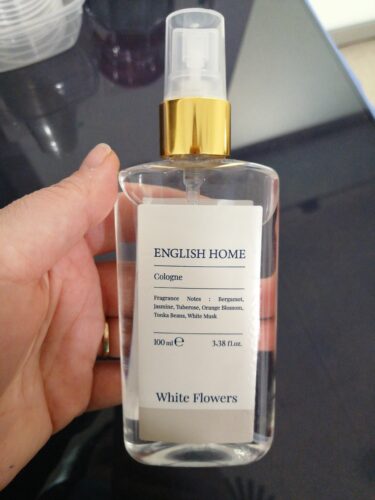 ENGLISH HOME
Cologne
Fragrance Notes : Bergamot,
Jasmine, Tuberose, Orange Blossom,
Tonka Beans, White Musk
100 ml ℮ 3.38 fl.oz.
White Flowers